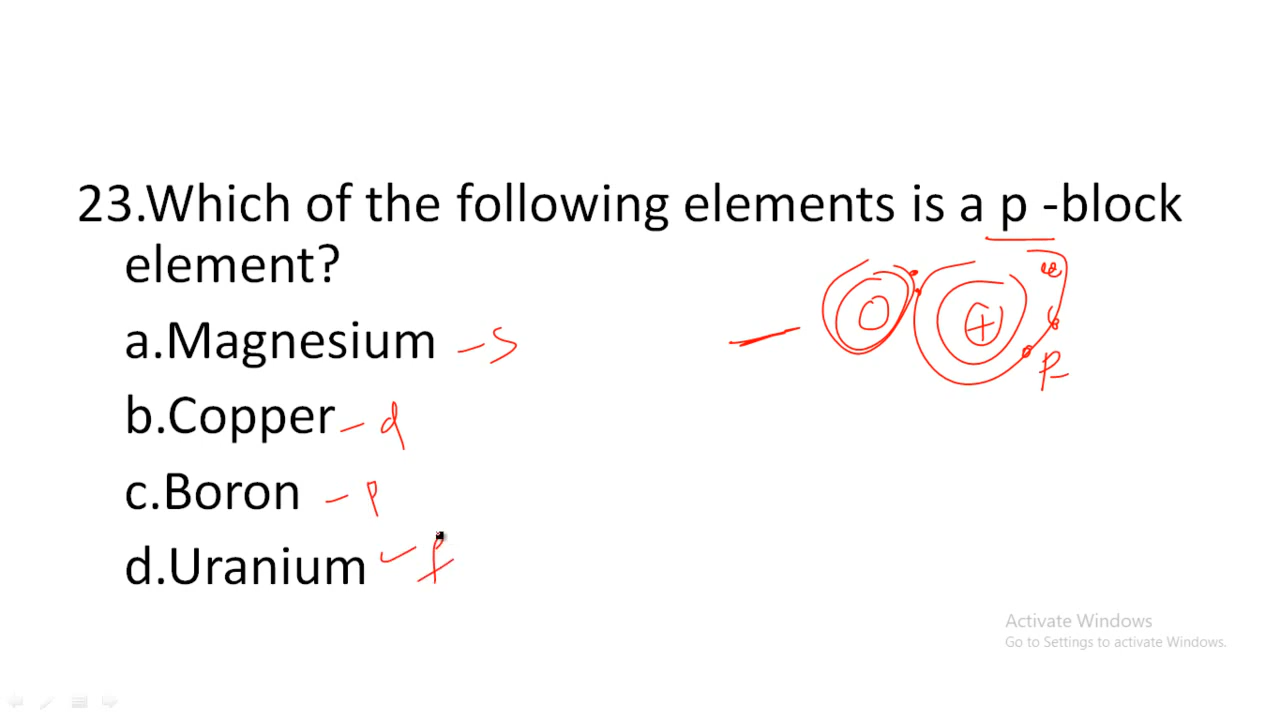 23.Which of the following elements is a p -block
element?
a.Magnesium - s
b.Copper - d
c.Boron - p
d.Uranium - f
+
p
Activate Windows
Go to Settings to activate Windows.